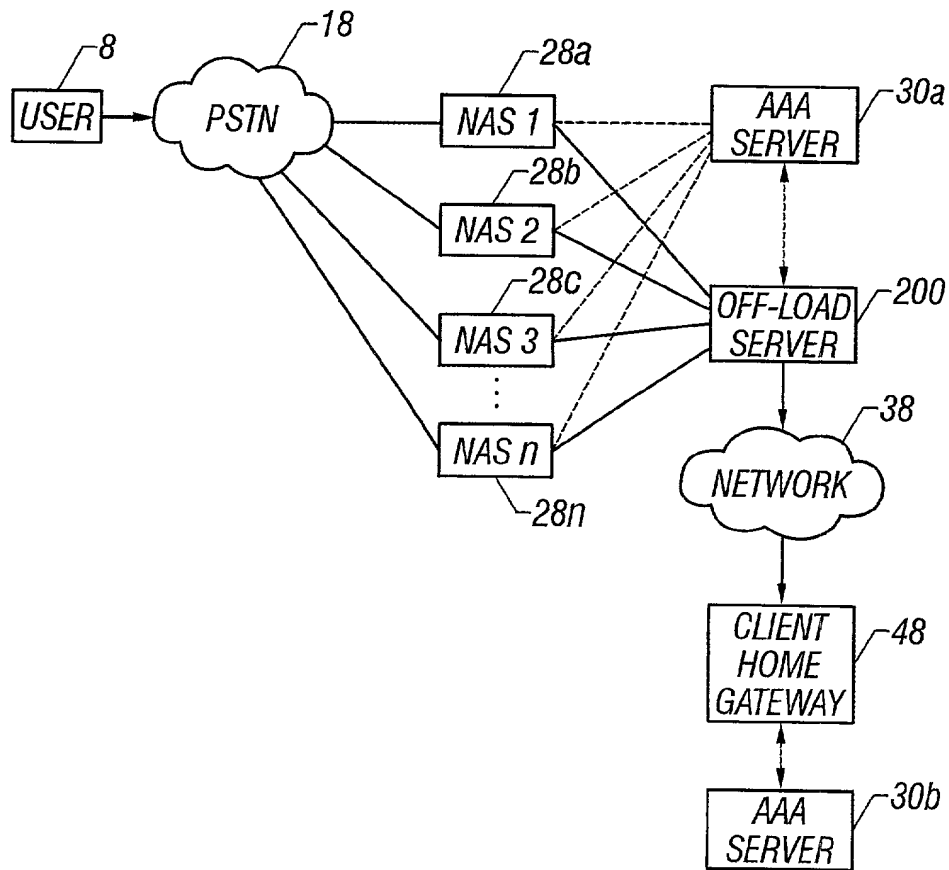 8
18
28a
USER
PSTN
NAS 1
AAA
SERVER
30a
28b
NAS 2
28c
NAS 3
OFF-LOAD
SERVER
200
NAS n
28n
38
NETWORK
CLIENT
HOME
GATEWAY
48
AAA
SERVER
30b